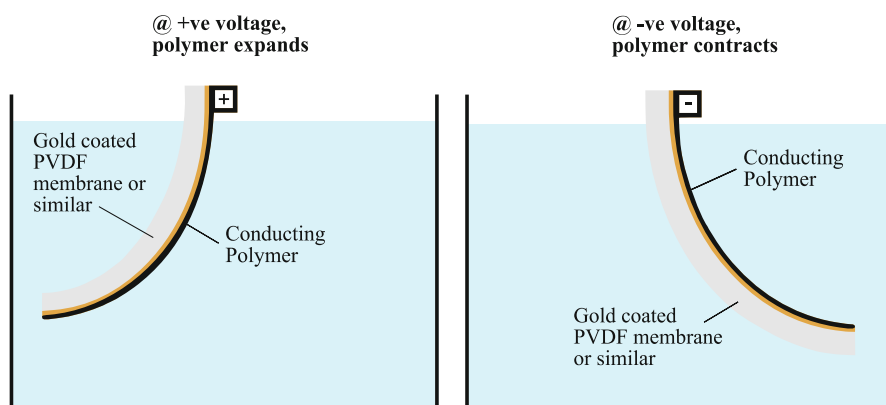 @ +ve voltage,
polymer expands
+
Gold coated
PVDF
membrane or
similar
Conducting
Polymer
@ -ve voltage,
polymer contracts
-
Conducting
Polymer
Gold coated
PVDF membrane
or similar